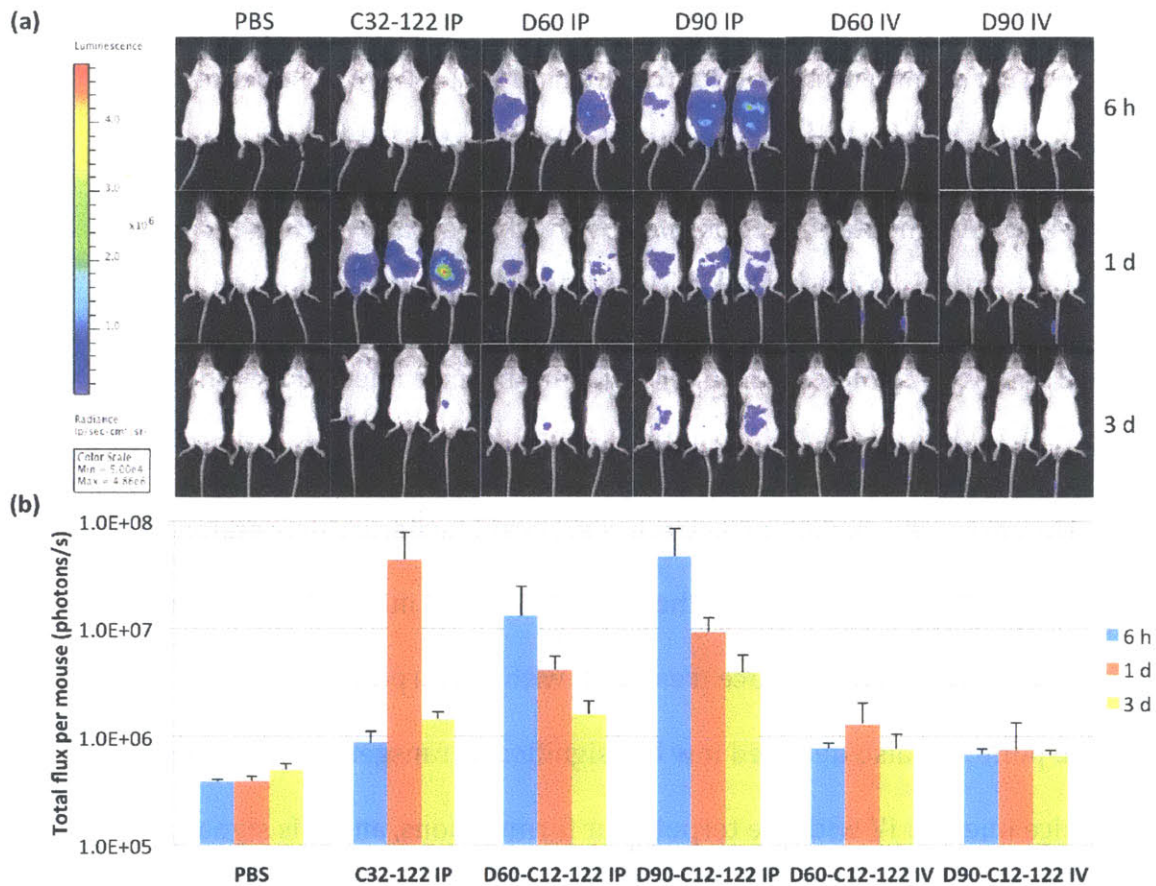 (a)
PBS C32-122 IP D60 IP D90 IP D60 IV D90 IV
Luminescence
4.0
3.0
x10^6
2.0
1.0
6 h
1 d
3 d
Radiance
Color Scale
Min = 5.00e4
Max = 4.86e6
(b)
Total flux per mouse (photons/s)
1.0E+08
1.0E+07
1.0E+06
1.0E+05
6 h
1 d
3 d
PBS C32-122 IP D60-C12-122 IP D90-C12-122 IP D60-C12-122 IV D90-C12-122 IV